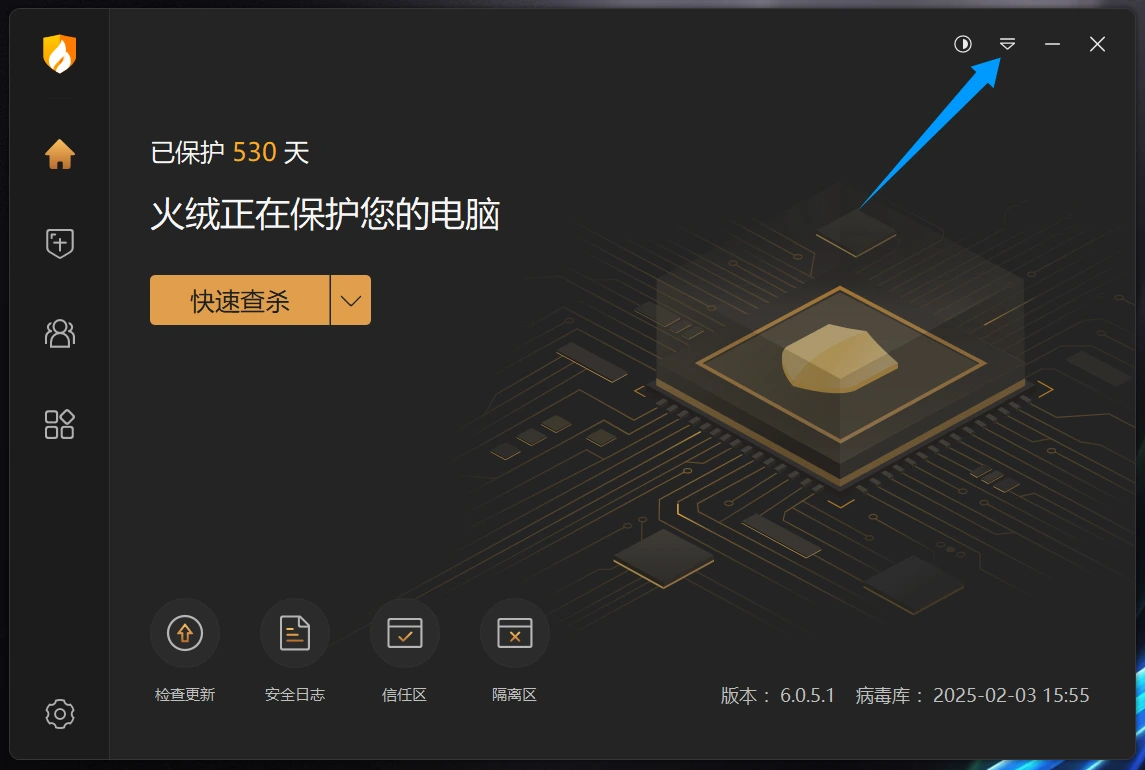 已保护 530 天
火绒正在保护您的电脑
快速查杀
检查更新
安全日志
信任区
隔离区
版本： 6.0.5.1 病毒库： 2025-02-03 15:55